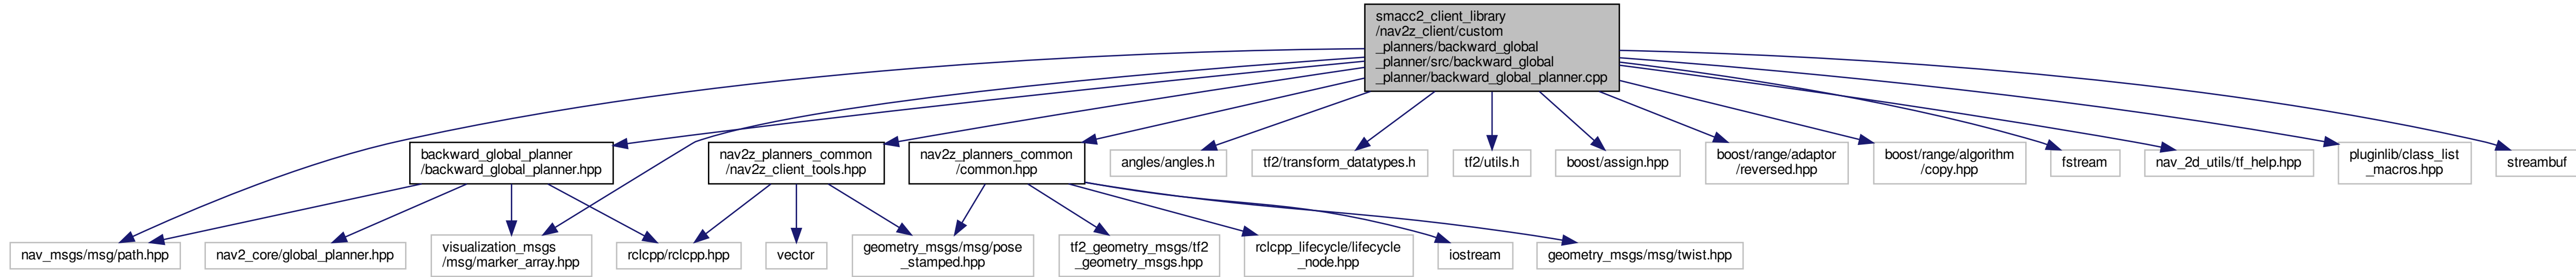 smacc2_client_library
/nav2z_client/custom
_planners/backward_global
_planner/src/backward_global
_planner/backward_global_planner.cpp
backward_global_planner
/backward_global_planner.hpp
nav2z_planners_common
/nav2z_client_tools.hpp
nav2z_planners_common
/common.hpp
angles/angles.h
tf2/transform_datatypes.h
tf2/utils.h
boost/assign.hpp
boost/range/adaptor
/reversed.hpp
boost/range/algorithm
/copy.hpp
fstream
nav_2d_utils/tf_help.hpp
pluginlib/class_list
_macros.hpp
streambuf
nav_msgs/msg/path.hpp
nav2_core/global_planner.hpp
visualization_msgs
/msg/marker_array.hpp
rclcpp/rclcpp.hpp
vector
geometry_msgs/msg/pose
_stamped.hpp
tf2_geometry_msgs/tf2
_geometry_msgs.hpp
rclcpp_lifecycle/lifecycle
_node.hpp
iostream
geometry_msgs/msg/twist.hpp